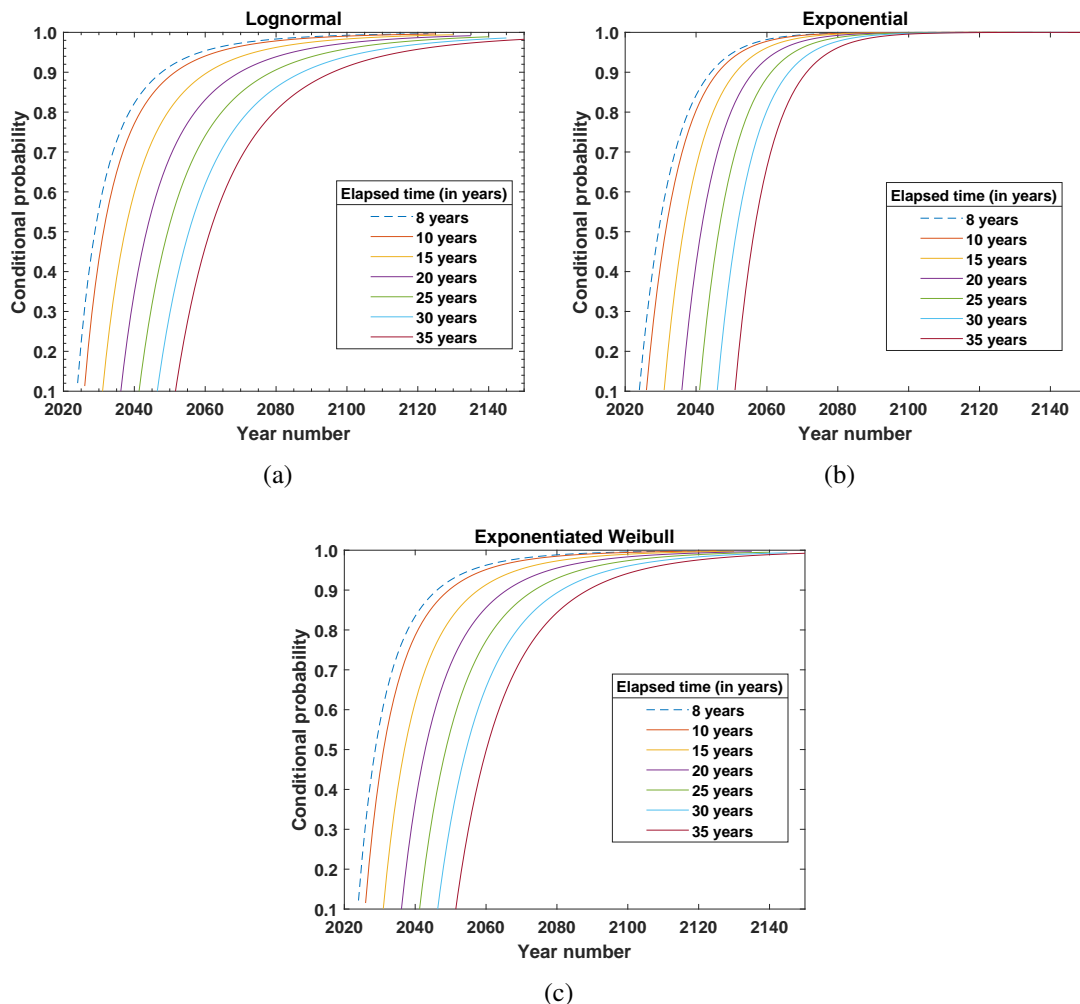 Lognormal
1.0
0.9
0.8
0.7
0.6
0.5
0.4
0.3
0.2
0.1
Conditional probability
2020 2040 2060 2080 2100 2120 2140
Year number
Elapsed time (in years)
8 years
10 years
15 years
20 years
25 years
30 years
35 years
(a)
Exponential
1.0
0.9
0.8
0.7
0.6
0.5
0.4
0.3
0.2
0.1
Conditional probability
2020 2040 2060 2080 2100 2120 2140
Year number
Elapsed time (in years)
8 years
10 years
15 years
20 years
25 years
30 years
35 years
(b)
Exponentiated Weibull
1.0
0.9
0.8
0.7
0.6
0.5
0.4
0.3
0.2
0.1
Conditional probability
2020 2040 2060 2080 2100 2120 2140
Year number
Elapsed time (in years)
8 years
10 years
15 years
20 years
25 years
30 years
35 years
(c)